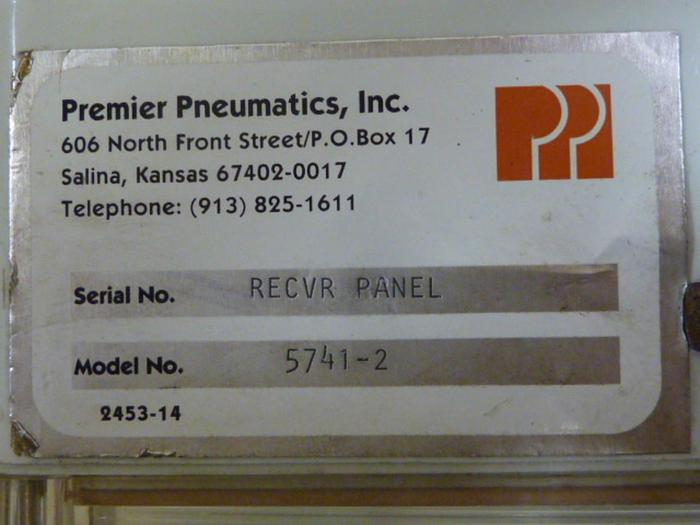 Premier Pneumatics, Inc.
606 North Front Street/P.O.Box 17
Salina, Kansas 67402-0017
Telephone: (913) 825-1611
PPI
Serial No. RECVR PANEL
Model No. 5741-2
2453-14